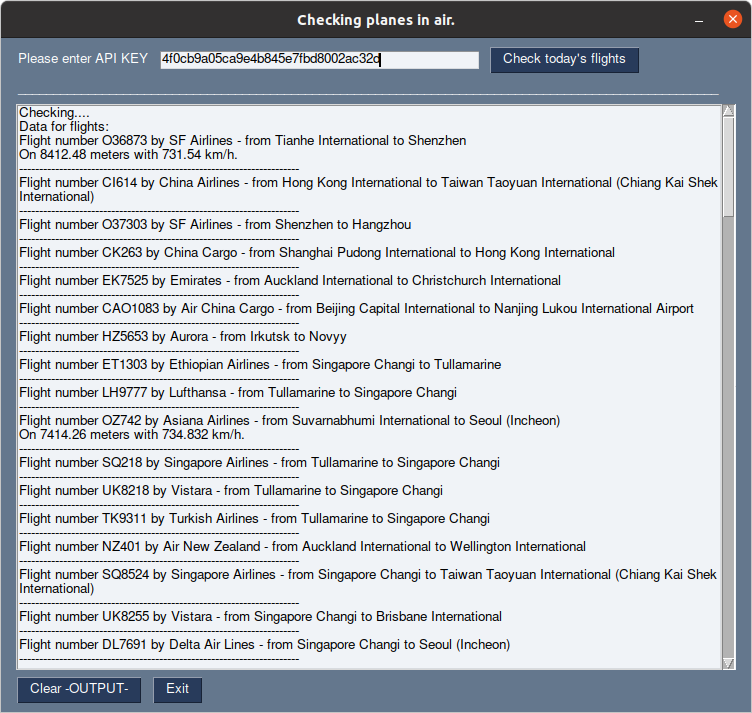 Checking planes in air.
Please enter API KEY 4f0cb9a05ca9e4b845e7fbd8002ac32d Check today's flights
Checking....
Data for flights:
Flight number O36873 by SF Airlines - from Tianhe International to Shenzhen
On 8412.48 meters with 731.54 km/h.
----------------------------------------------------------------------
Flight number CI614 by China Airlines - from Hong Kong International to Taiwan Taoyuan International (Chiang Kai Shek
International)
----------------------------------------------------------------------
Flight number O37303 by SF Airlines - from Shenzhen to Hangzhou
----------------------------------------------------------------------
Flight number CK263 by China Cargo - from Shanghai Pudong International to Hong Kong International
----------------------------------------------------------------------
Flight number EK7525 by Emirates - from Auckland International to Christchurch International
----------------------------------------------------------------------
Flight number CAO1083 by Air China Cargo - from Beijing Capital International to Nanjing Lukou International Airport
----------------------------------------------------------------------
Flight number HZ5653 by Aurora - from Irkutsk to Novyy
----------------------------------------------------------------------
Flight number ET1303 by Ethiopian Airlines - from Singapore Changi to Tullamarine
----------------------------------------------------------------------
Flight number LH9777 by Lufthansa - from Tullamarine to Singapore Changi
----------------------------------------------------------------------
Flight number OZ742 by Asiana Airlines - from Suvarnabhumi International to Seoul (Incheon)
On 7414.26 meters with 734.832 km/h.
----------------------------------------------------------------------
Flight number SQ218 by Singapore Airlines - from Tullamarine to Singapore Changi
----------------------------------------------------------------------
Flight number UK8218 by Vistara - from Tullamarine to Singapore Changi
----------------------------------------------------------------------
Flight number TK9311 by Turkish Airlines - from Tullamarine to Singapore Changi
----------------------------------------------------------------------
Flight number NZ401 by Air New Zealand - from Auckland International to Wellington International
----------------------------------------------------------------------
Flight number SQ8524 by Singapore Airlines - from Singapore Changi to Taiwan Taoyuan International (Chiang Kai Shek
International)
----------------------------------------------------------------------
Flight number UK8255 by Vistara - from Singapore Changi to Brisbane International
----------------------------------------------------------------------
Flight number DL7691 by Delta Air Lines - from Singapore Changi to Seoul (Incheon)
----------------------------------------------------------------------
Clear -OUTPUT- Exit